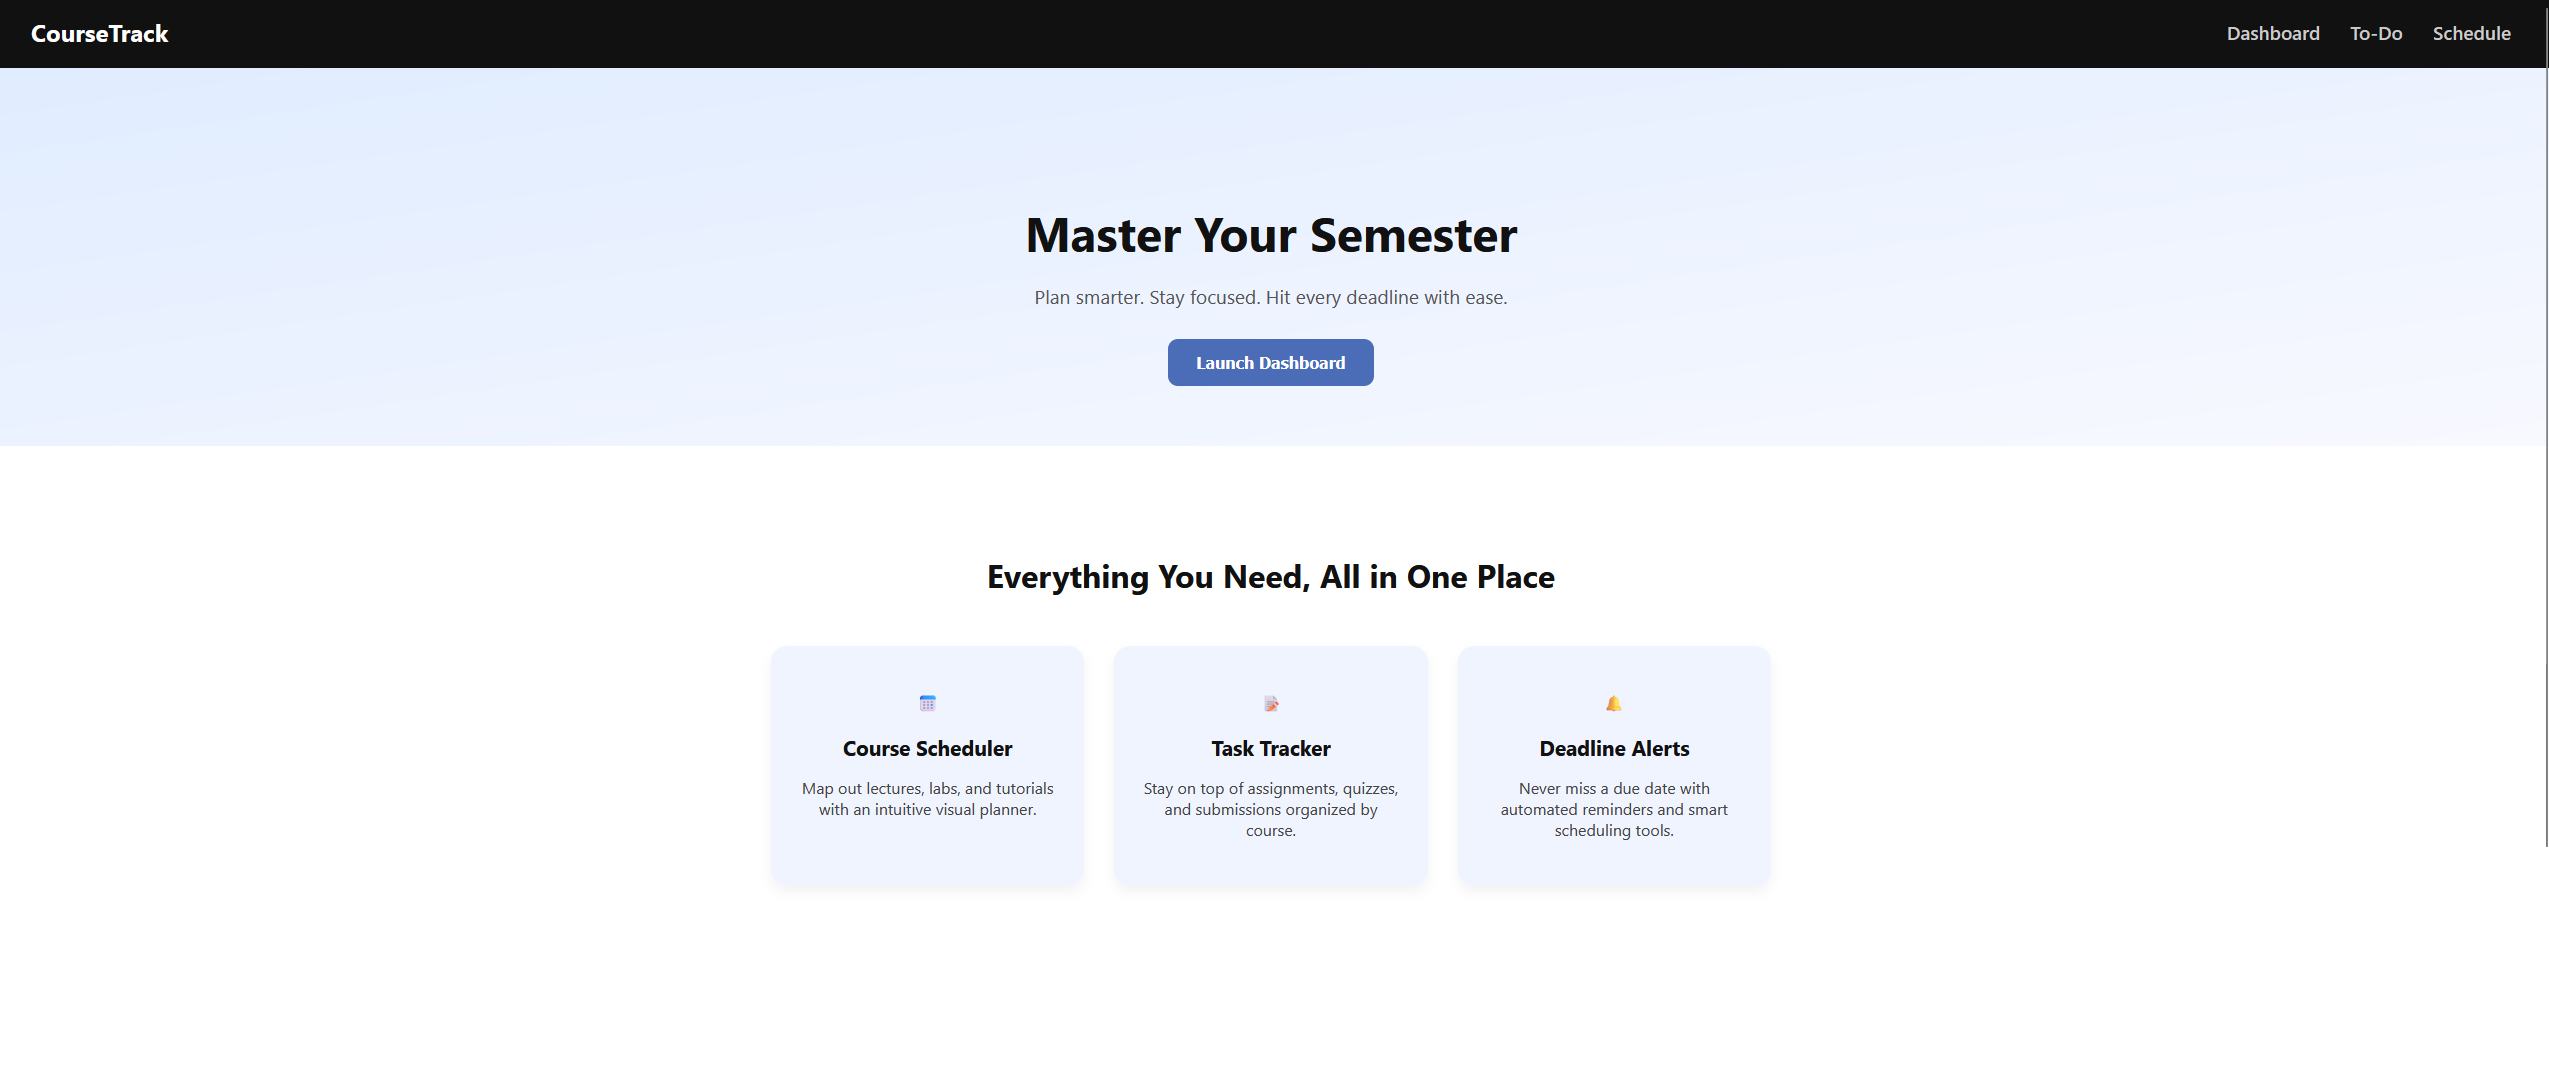 CourseTrack
Dashboard To-Do Schedule
Master Your Semester
Plan smarter. Stay focused. Hit every deadline with ease.
Launch Dashboard
Everything You Need, All in One Place
Course Scheduler
Map out lectures, labs, and tutorials
with an intuitive visual planner.
Task Tracker
Stay on top of assignments, quizzes,
and submissions organized by
course.
Deadline Alerts
Never miss a due date with
automated reminders and smart
scheduling tools.